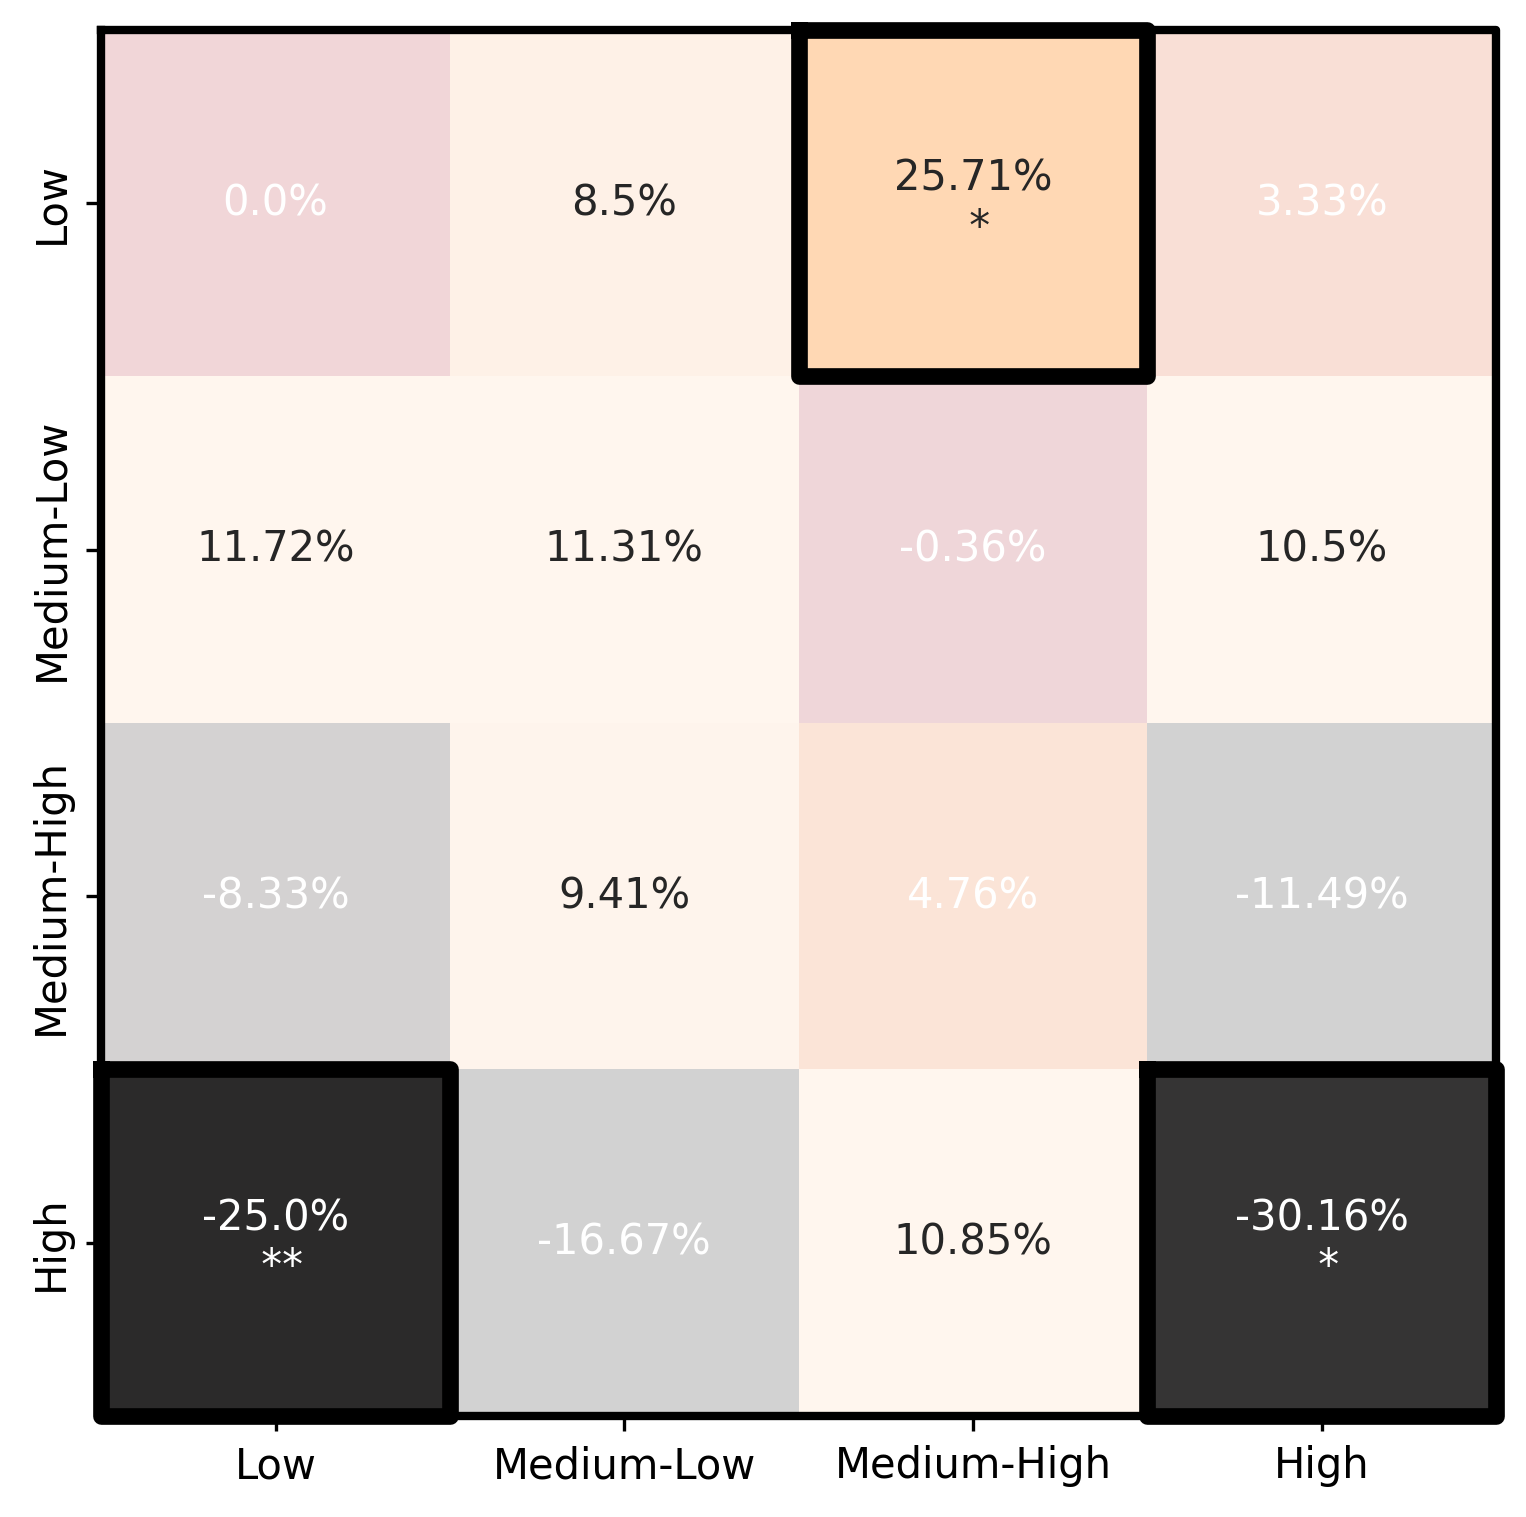 Low
0.0%
8.5%
25.71%
*
3.33%
Medium-Low
11.72%
11.31%
-0.36%
10.5%
Medium-High
-8.33%
9.41%
4.76%
-11.49%
High
-25.0%
**
-16.67%
10.85%
-30.16%
*
Low
Medium-Low
Medium-High
High